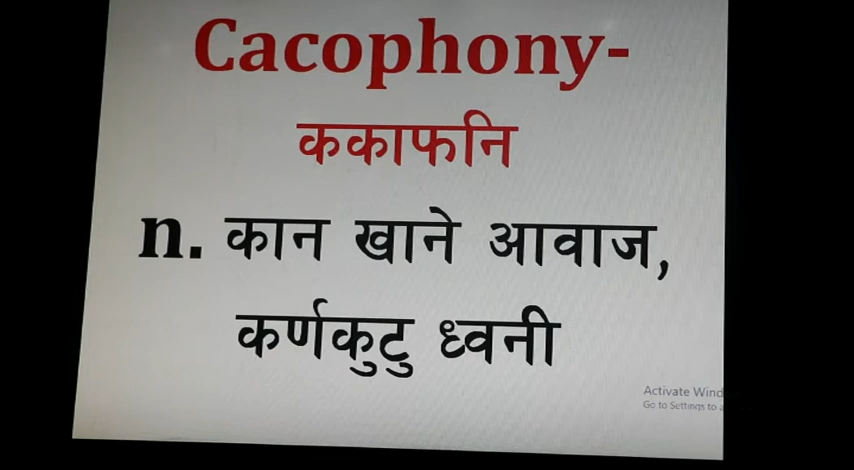 Cacophony-
ककाफनि
n. कान खाने आवाज,
कर्णकुटु ध्वनी
Activate Wind
Go to Settings to a